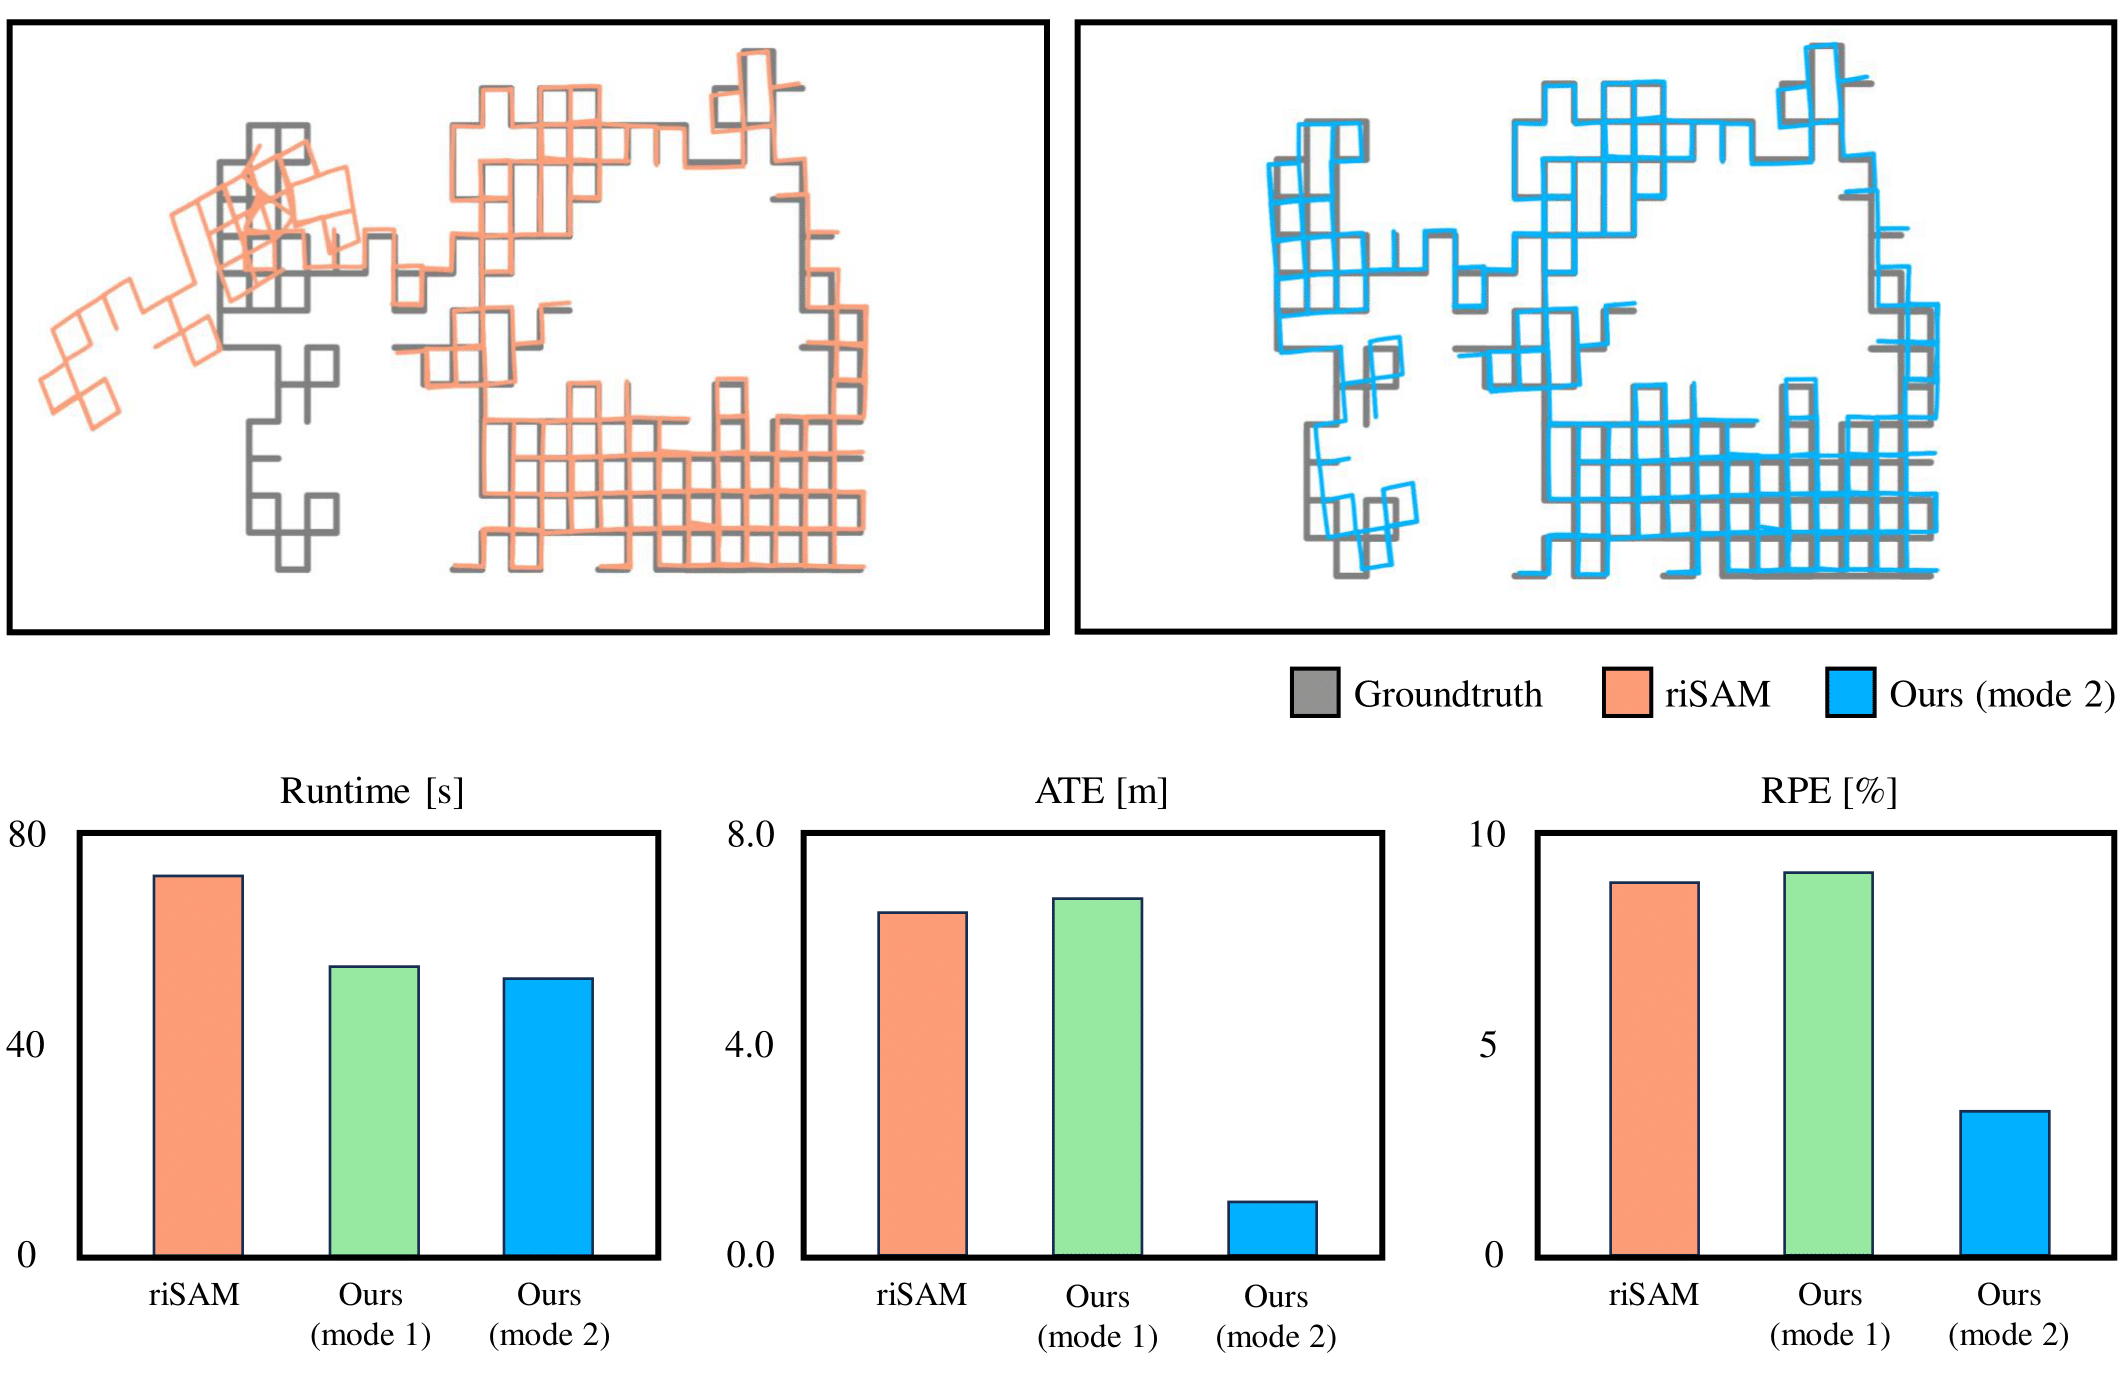 Groundtruth riSAM Ours (mode 2)
Runtime [s]
80
40
0
riSAM
Ours
(mode 1)
Ours
(mode 2)
ATE [m]
8.0
4.0
0.0
riSAM
Ours
(mode 1)
Ours
(mode 2)
RPE [%]
10
5
0
riSAM
Ours
(mode 1)
Ours
(mode 2)